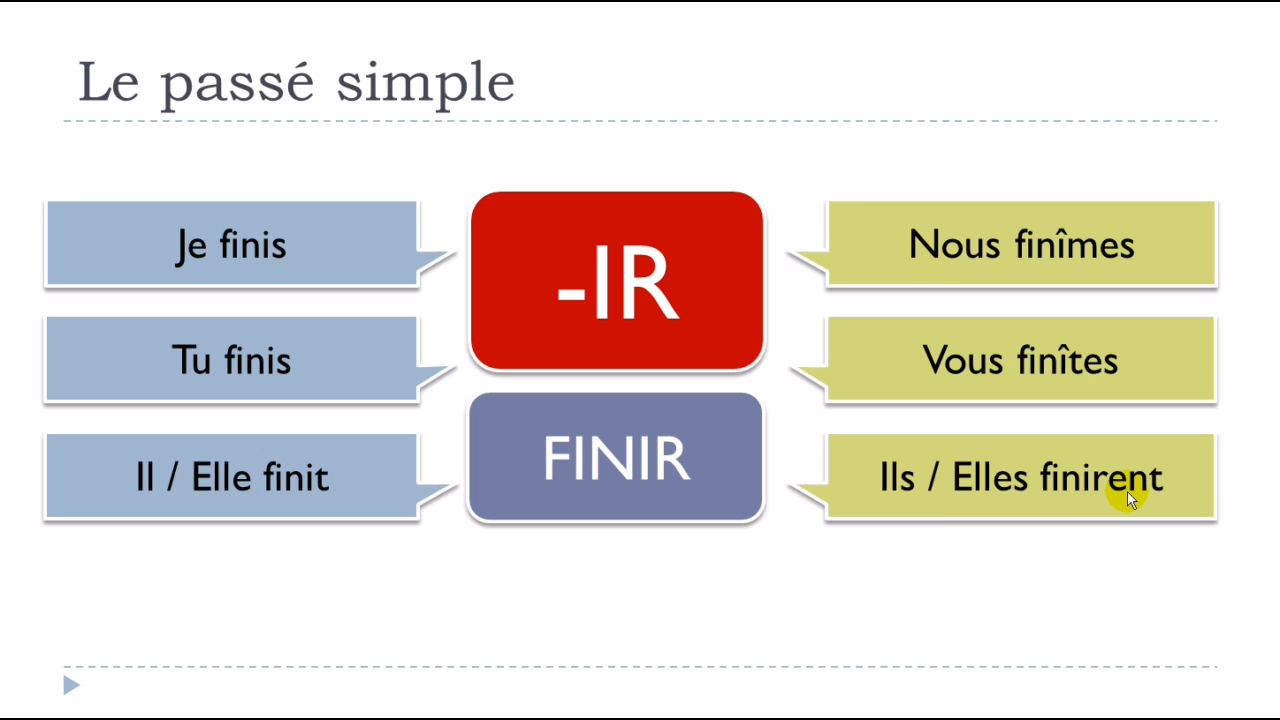 Le passé simple
Je finis
Tu finis
Il / Elle finit
-IR
FINIR
Nous finîmes
Vous finîtes
Ils / Elles finirent